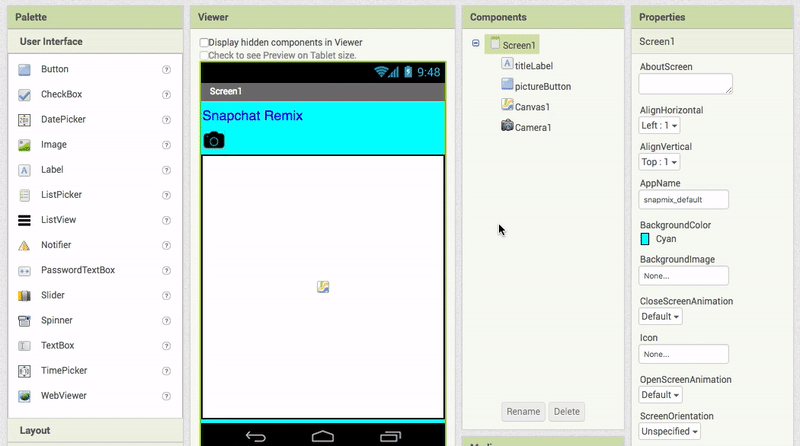 Palette
User Interface
Button
CheckBox
DatePicker
Image
Label
ListPicker
ListView
Notifier
PasswordTextBox
Slider
Spinner
TextBox
TimePicker
WebViewer
Layout
Viewer
Display hidden components in Viewer
Check to see Preview on Tablet size.
9:48
Screen1
Snapchat Remix
Components
Screen1
titleLabel
pictureButton
Canvas1
Camera1
Rename
Delete
Properties
Screen1
AboutScreen
AlignHorizontal
Left : 1
AlignVertical
Top : 1
AppName
snapmix_default
BackgroundColor
Cyan
BackgroundImage
None...
CloseScreenAnimation
Default
Icon
None...
OpenScreenAnimation
Default
ScreenOrientation
Unspecified